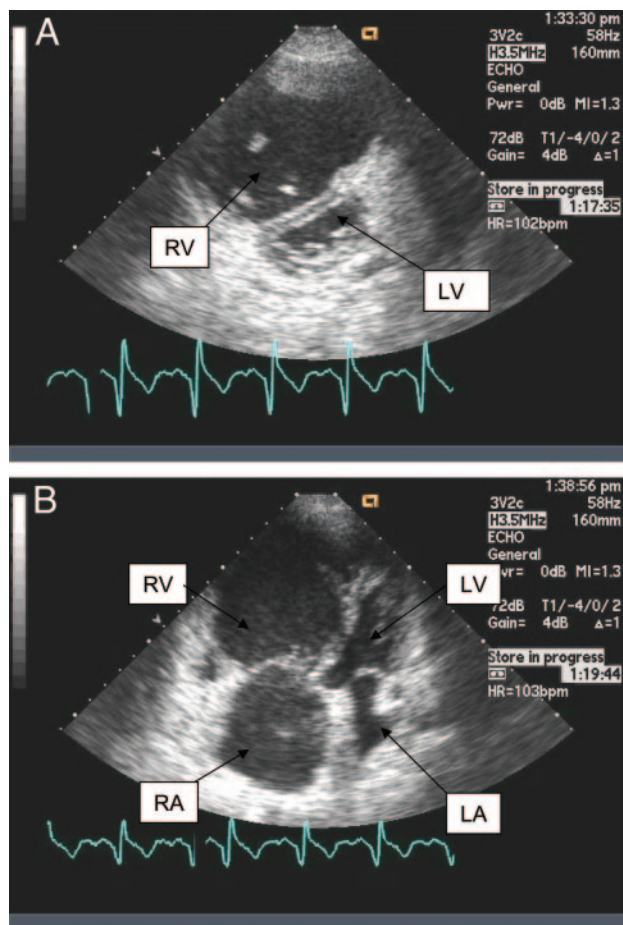 A
1:33:30 pm
3V2c 58Hz
H3.5MHz 160mm
ECHO
General
Pwr= 0dB MI=1.3
72dB T1/-4/0/2
Gain= 4dB Δ=1
Store in progress
1:17:35
HR=102bpm
RV
LV
B
1:38:56 pm
3V2c 58Hz
H3.5MHz 160mm
ECHO
General
0dB MI=1.3
RV
LV
72dB T1/-4/0/2
Gain= 4dB Δ=1
Store in progress
1:19:44
HR=103bpm
RA
LA